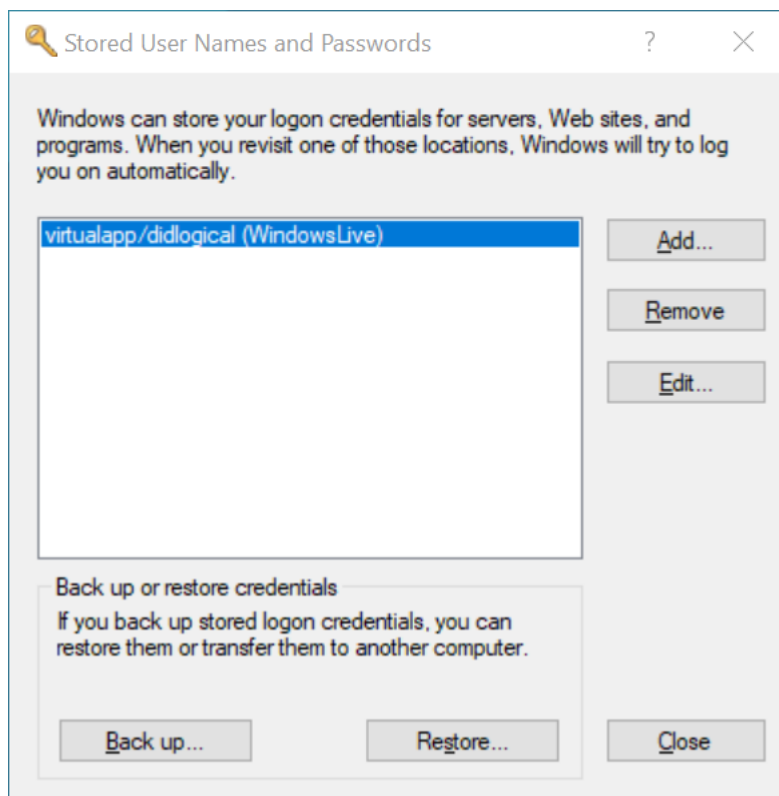 Stored User Names and Passwords
?
Windows can store your logon credentials for servers, Web sites, and
programs. When you revisit one of those locations, Windows will try to log
you on automatically.
virtualapp/didlogical (WindowsLive)
Add...
Remove
Edit...
Back up or restore credentials
If you back up stored logon credentials, you can
restore them or transfer them to another computer.
Back up...
Restore...
Close